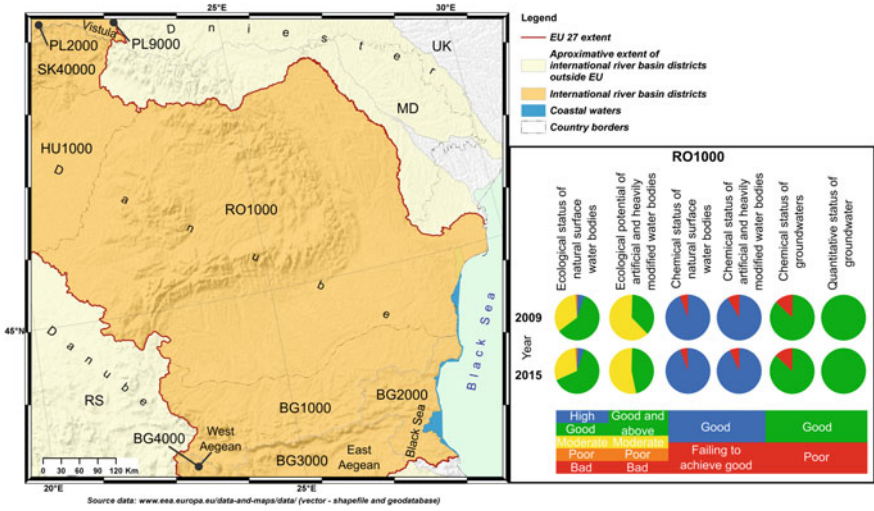 25°E
30°E
Vistula
Dniester
UK
PL2000
PL9000
SK40000
MD
HU1000
Danube
RO1000
45°N
Danube
RS
Black Sea
BG1000
BG2000
Black Sea
BG4000
West
Aegean
BG3000
East
Aegean
0 30 60 90 120 Km
20°E
25°E
Legend
EU 27 extent
Aproximative extent of
international river basin districts
outside EU
International river basin districts
Coastal waters
Country borders
RO1000
Ecological status of
natural surface
water bodies
Ecological potential of
artificial and heavily
modified water bodies
Chemical status of
natural surface
water bodies
Chemical status of
artificial and heavily
modified water bodies
Chemical status of
groundwaters
Quantitative status of
groundwater
2009
Year
2015
High
Good
Moderate
Poor
Bad
Good and
above
Moderate
Poor
Bad
Good
Failing to
achieve good
Good
Poor
Source data: www.eea.europa.eu/data-and-maps/data/ (vector - shapefile and geodatabase)